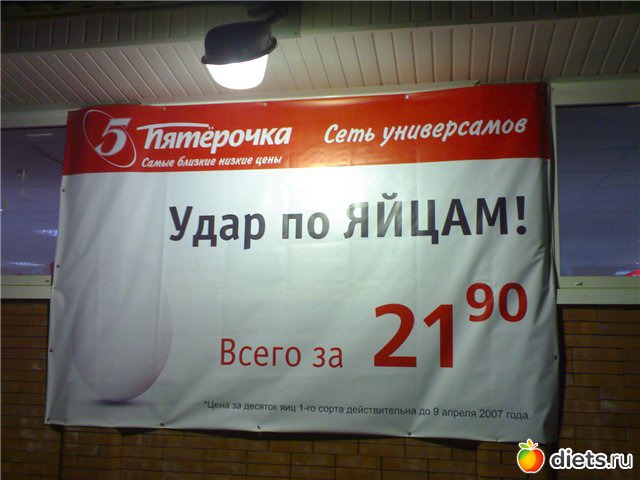 5 Пятёрочка Сеть универсамов
Самые близкие низкие цены
Удар по ЯЙЦАМ!
Всего за 21 90
*Цена за десяток яиц 1-го сорта действительна до 9 апреля 2007 года.
diets.ru